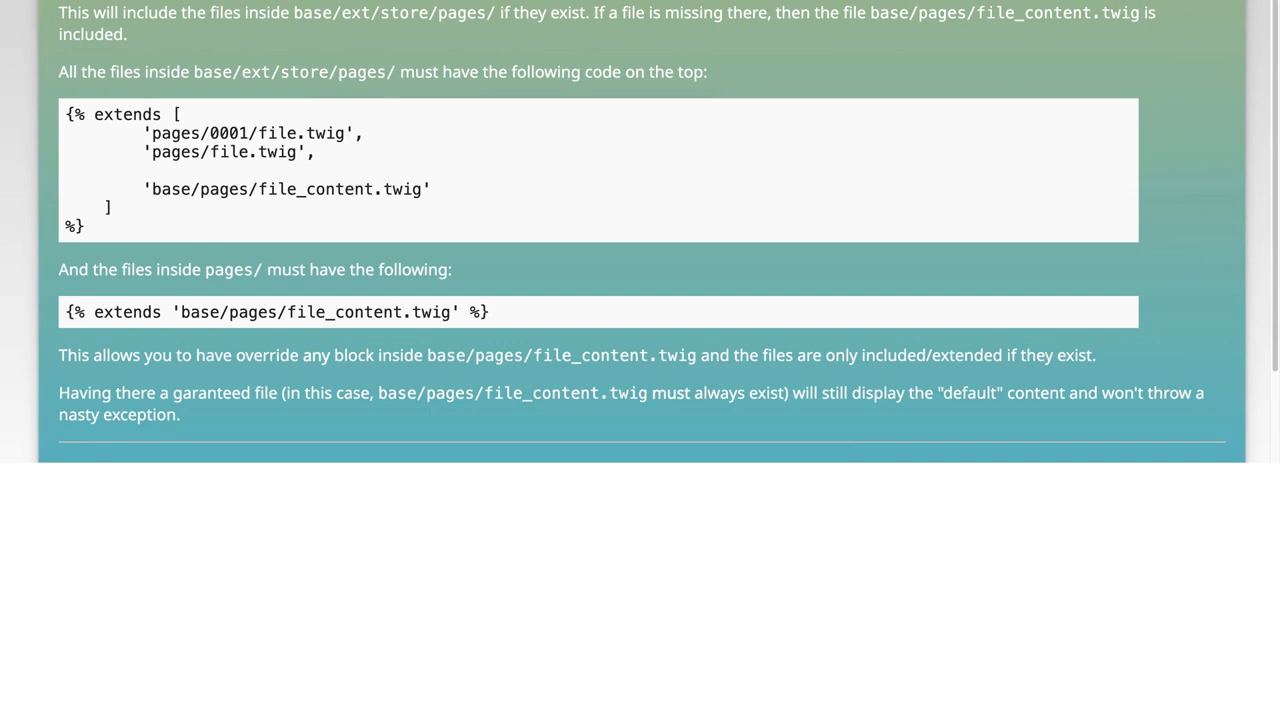 This will include the files inside base/ext/store/pages/ if they exist. If a file is missing there, then the file base/pages/file_content.twig is
included.
All the files inside base/ext/store/pages/ must have the following code on the top:
{% extends [
'pages/0001/file.twig',
'pages/file.twig',
'base/pages/file_content.twig'
]
%}
And the files inside pages/ must have the following:
{% extends 'base/pages/file_content.twig' %}
This allows you to have override any block inside base/pages/file_content.twig and the files are only included/extended if they exist.
Having there a garanteed file (in this case, base/pages/file_content.twig must always exist) will still display the "default" content and won't throw a
nasty exception.